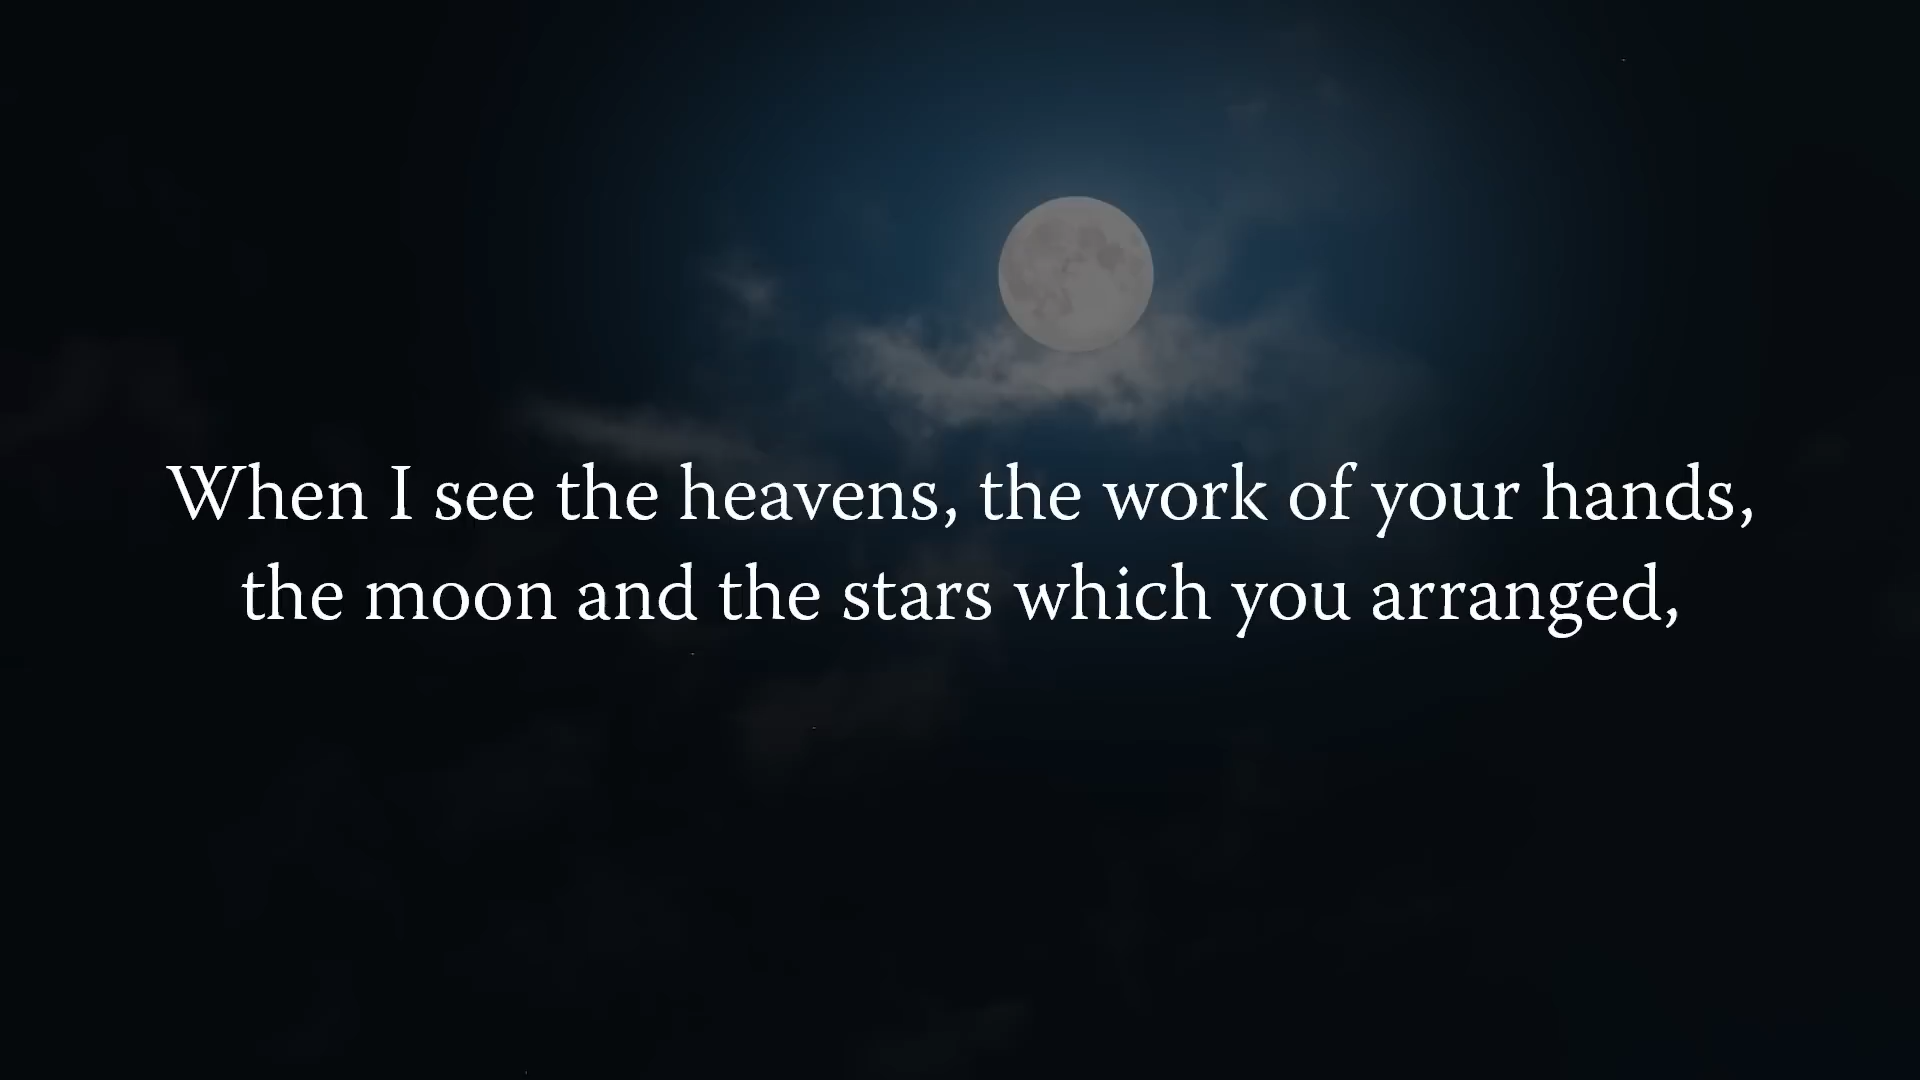 When I see the heavens, the work of your hands,
the moon and the stars which you arranged,